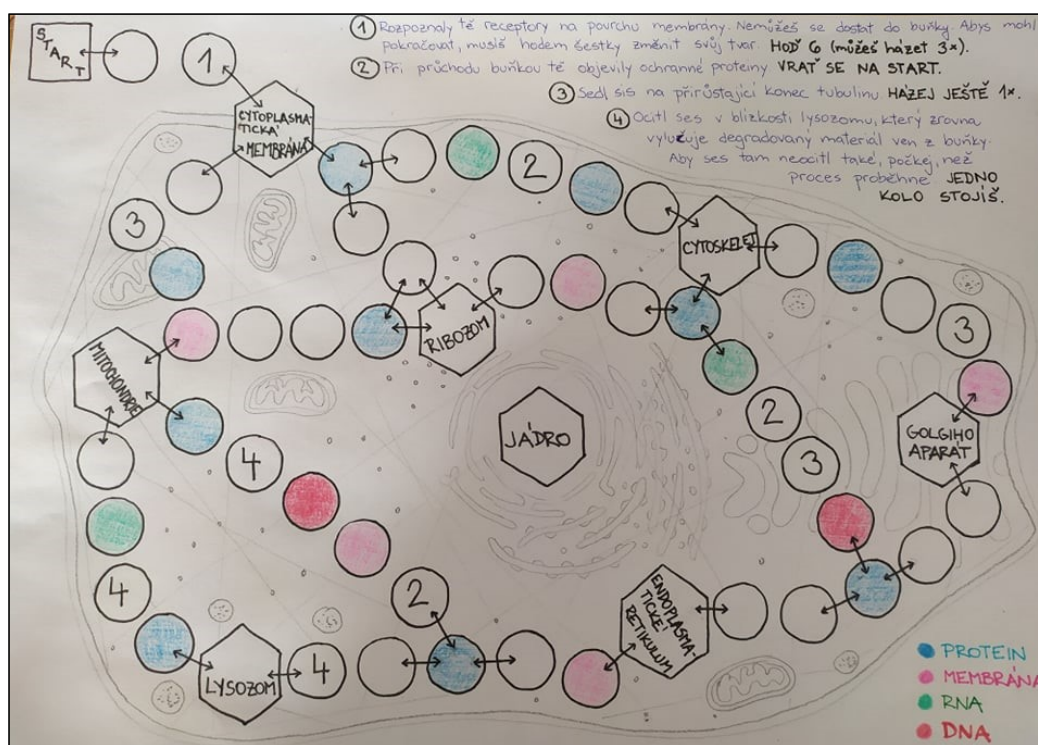 START
① Rozpoznaly tě receptory na povrchu membrány. Nemůžeš se dostat do buňky. Abys mohl
pokračovat, musíš hodem šestky změnit svůj tvar. HOĎ 6 (můžeš házet 3×).
② Při průchodu buňkou tě objevily ochranné proteiny. VRAŤ SE NA START.
③ Sedl sis na přirůstající konec tubulinu. HÁZEJ JEŠTĚ 1×.
④ Ocitl ses v blízkosti lysozomu, který zrovna
vylučuje degradovaný materiál ven z buňky.
Aby ses tam neocitl také, počkej, než
proces proběhne. JEDNO
KOLO STOJÍŠ.
1
CYTOPLASMA-
TICKÁ
MEMBRÁNA
2
3
CYTOSKELET
3
RIBOZOM
MITOCHONDRIE
2
GOLGIHO
APARÁT
JÁDRO
4
3
4
2
ENDOPLASMA-
TICKÉ
RETIKULUM
LYSOZOM
4
PROTEIN
MEMBRÁNA
RNA
DNA